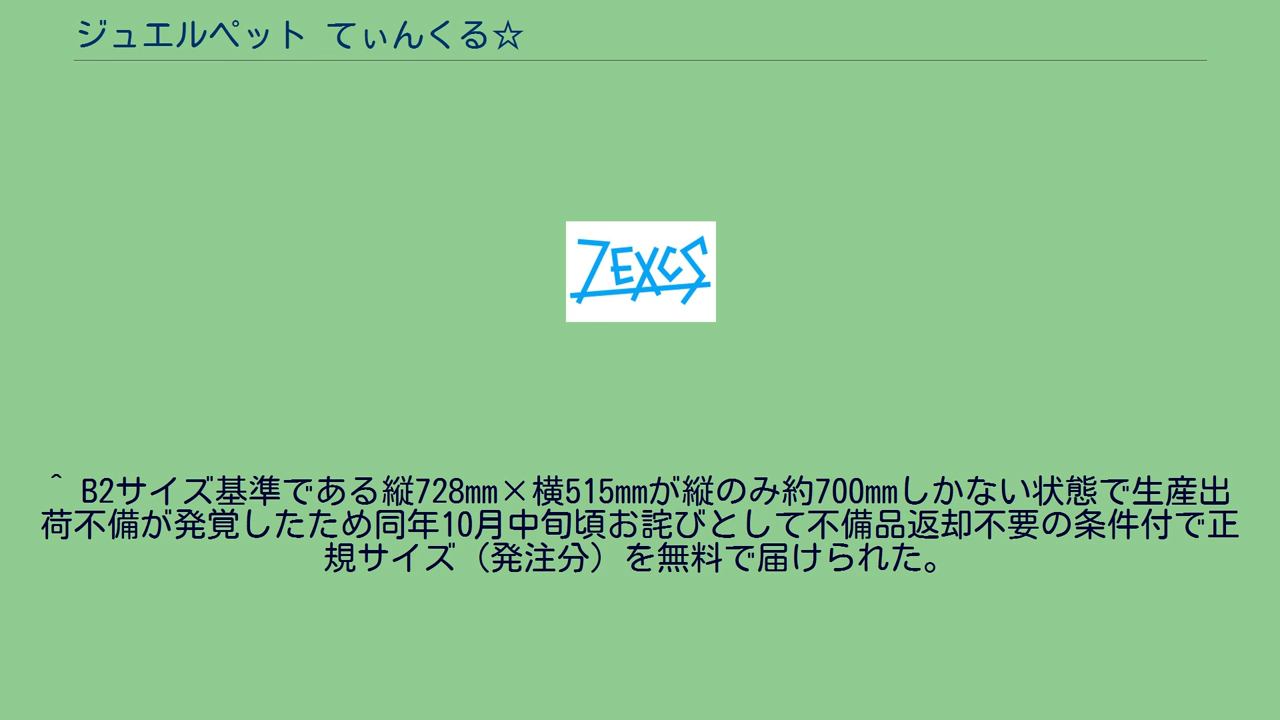 ジュエルペット てぃんくる☆
ZEXCS
^ B2サイズ基準である縦728mm×横515mmが縦のみ約700mmしかない状態で生産出
荷不備が発覚したため同年10月中旬頃お詫びとして不備品返却不要の条件付で正
規サイズ（発注分）を無料で届けられた。